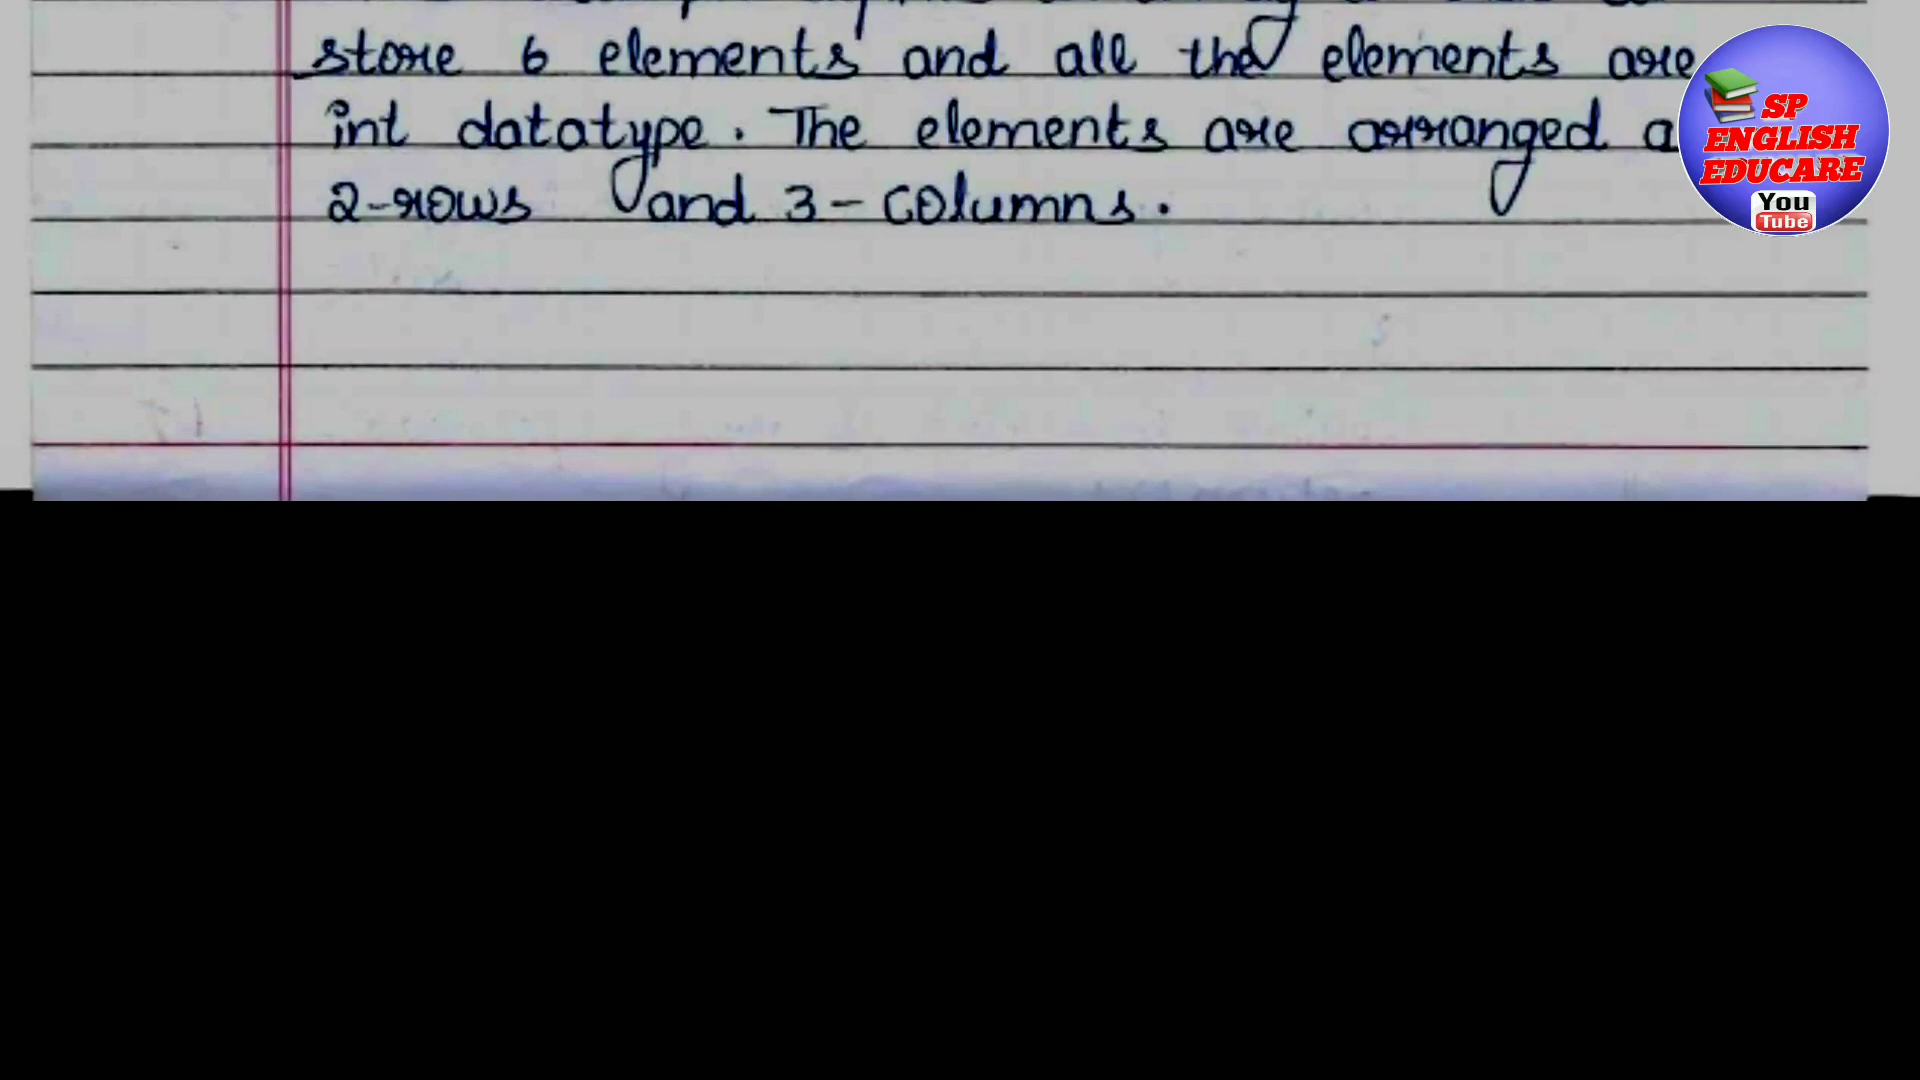 store 6 elements and all the elements are
int datatype. The elements are arranged
2-rows and 3-columns.
SP
ENGLISH
EDUCARE
You
Tube